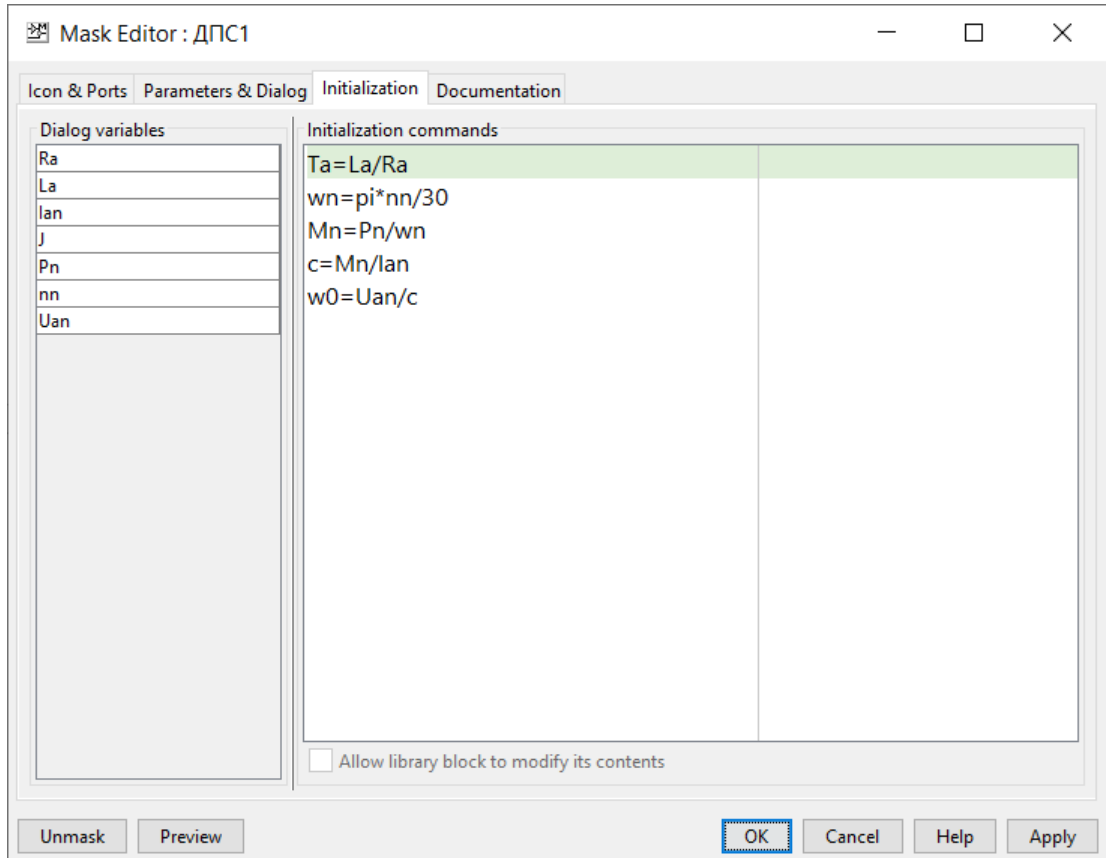 Mask Editor : ДПС1
Icon & Ports Parameters & Dialog Initialization Documentation
Dialog variables
Ra
La
Ian
J
Pn
nn
Uan
Initialization commands
Ta=La/Ra
wn=pi*nn/30
Mn=Pn/wn
c=Mn/Ian
w0=Uan/c
Allow library block to modify its contents
Unmask Preview OK Cancel Help Apply